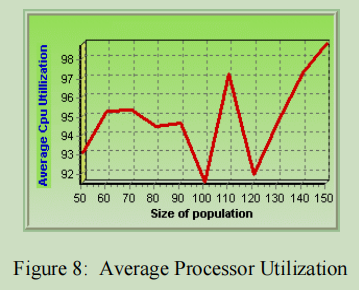 Average Cpu Utilization
98
97
96
95
94
93
92
50 60 70 80 90 100 110 120 130 140 150
Size of population
Figure 8: Average Processor Utilization